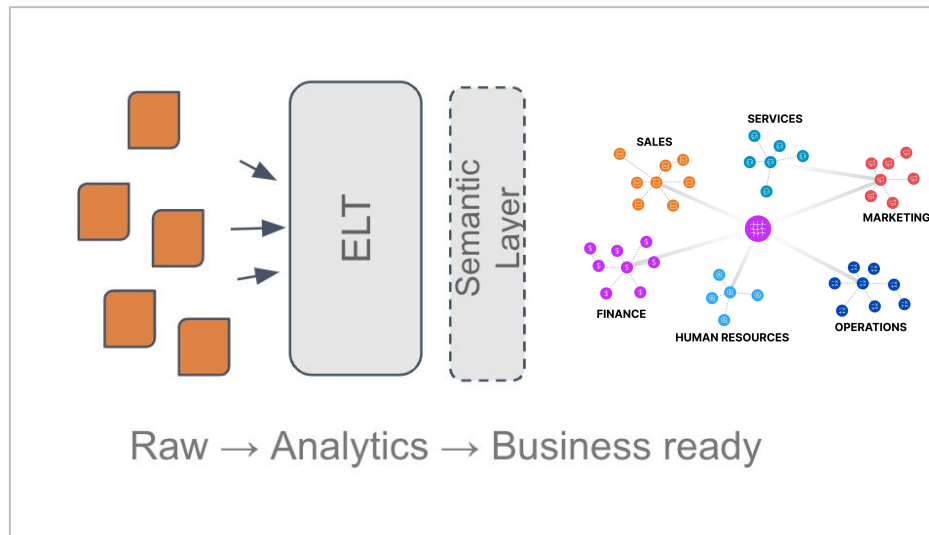 ELT
Semantic
Layer
SERVICES
SALES
MARKETING
FINANCE
HUMAN RESOURCES
OPERATIONS
Raw → Analytics → Business ready